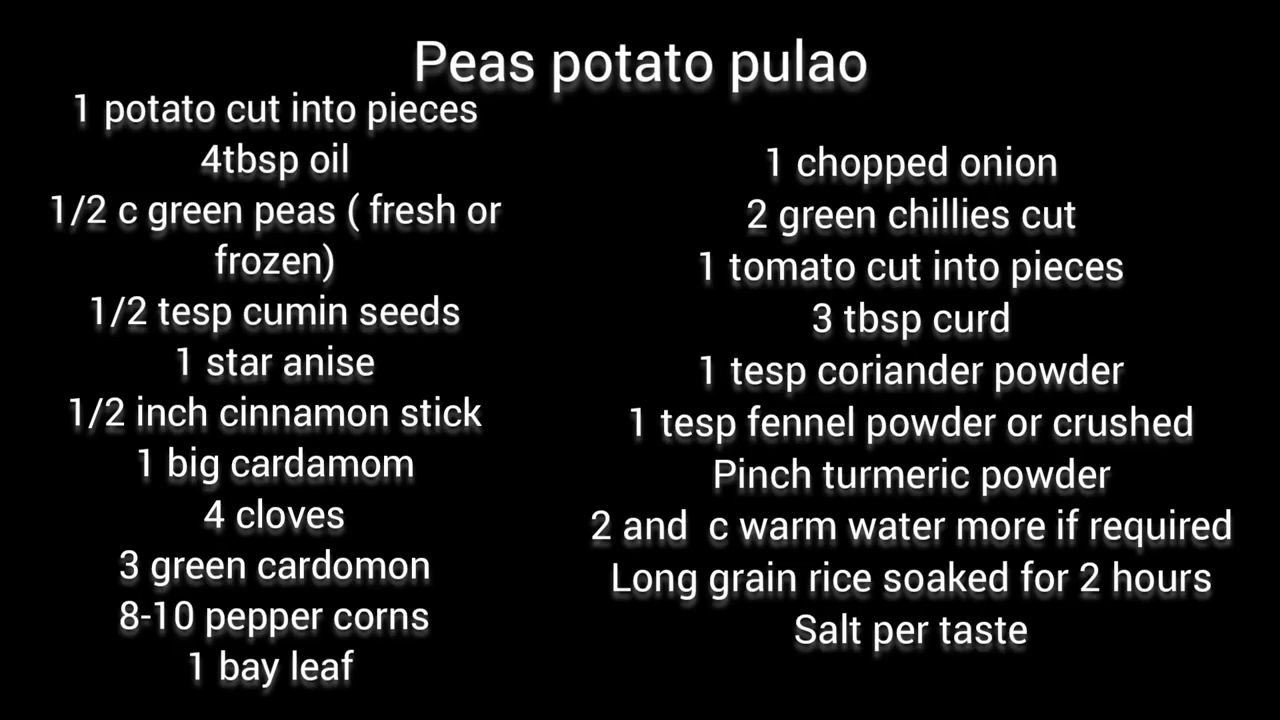 Peas potato pulao
1 potato cut into pieces
4tbsp oil
1/2 c green peas ( fresh or
frozen)
1/2 tesp cumin seeds
1 star anise
1/2 inch cinnamon stick
1 big cardamom
4 cloves
3 green cardomon
8-10 pepper corns
1 bay leaf
1 chopped onion
2 green chillies cut
1 tomato cut into pieces
3 tbsp curd
1 tesp coriander powder
1 tesp fennel powder or crushed
Pinch turmeric powder
2 and  c warm water more if required
Long grain rice soaked for 2 hours
Salt per taste